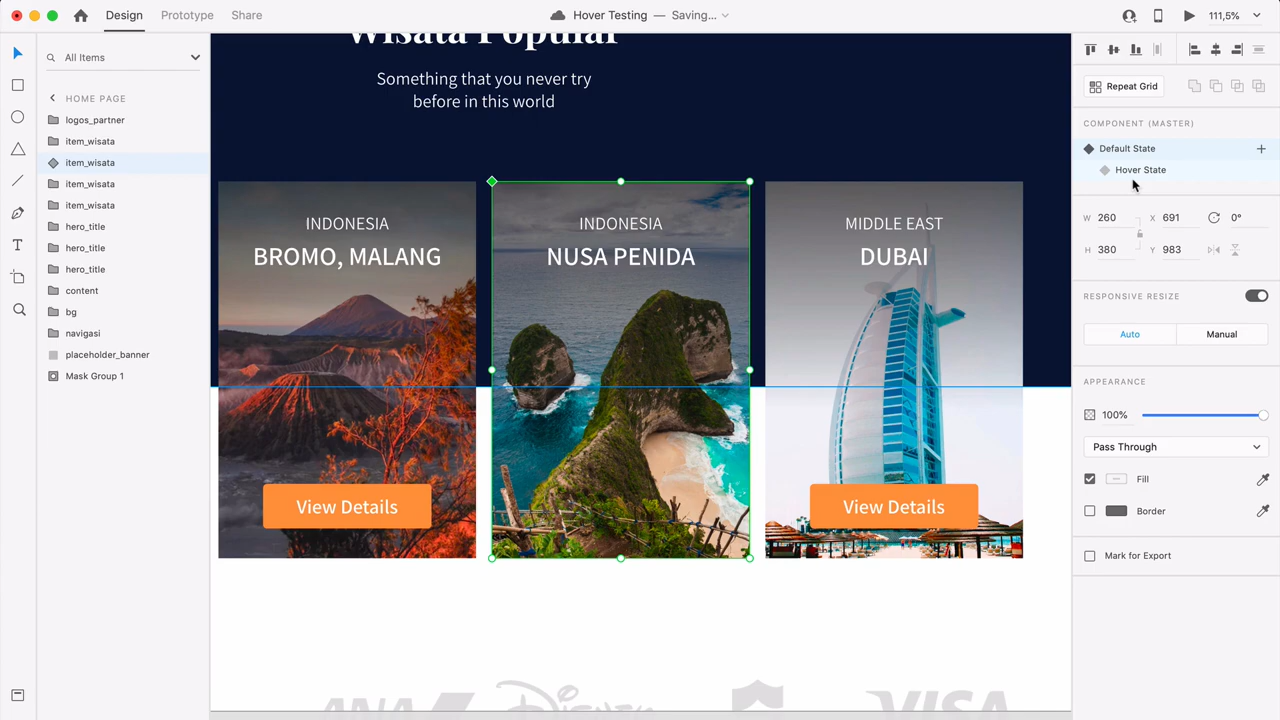 Design
Prototype
Share
Hover Testing — Saving...
111,5%
All Items
HOME PAGE
logos_partner
item_wisata
item_wisata
item_wisata
item_wisata
hero_title
hero_title
hero_title
content
bg
navigasi
placeholder_banner
Mask Group 1
Wisata Popular
Something that you never try
before in this world
INDONESIA
BROMO, MALANG
View Details
INDONESIA
NUSA PENIDA
MIDDLE EAST
DUBAI
View Details
ANA
Disney
VISA
Repeat Grid
COMPONENT (MASTER)
Default State
Hover State
W 260 X 691 0°
H 380 Y 983
RESPONSIVE RESIZE
Auto Manual
APPEARANCE
100%
Pass Through
Fill
Border
Mark for Export